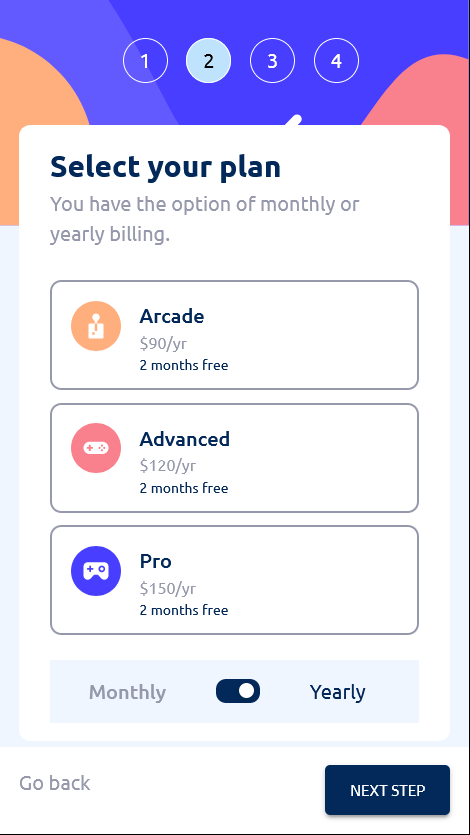 1 2 3 4
Select your plan
You have the option of monthly or
yearly billing.
Arcade
$90/yr
2 months free
Advanced
$120/yr
2 months free
Pro
$150/yr
2 months free
Monthly Yearly
Go back NEXT STEP